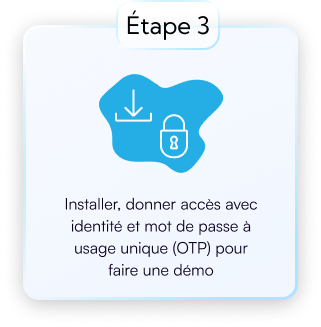 Étape 3
Installer, donner accès avec
identité et mot de passe à
usage unique (OTP) pour
faire une démo